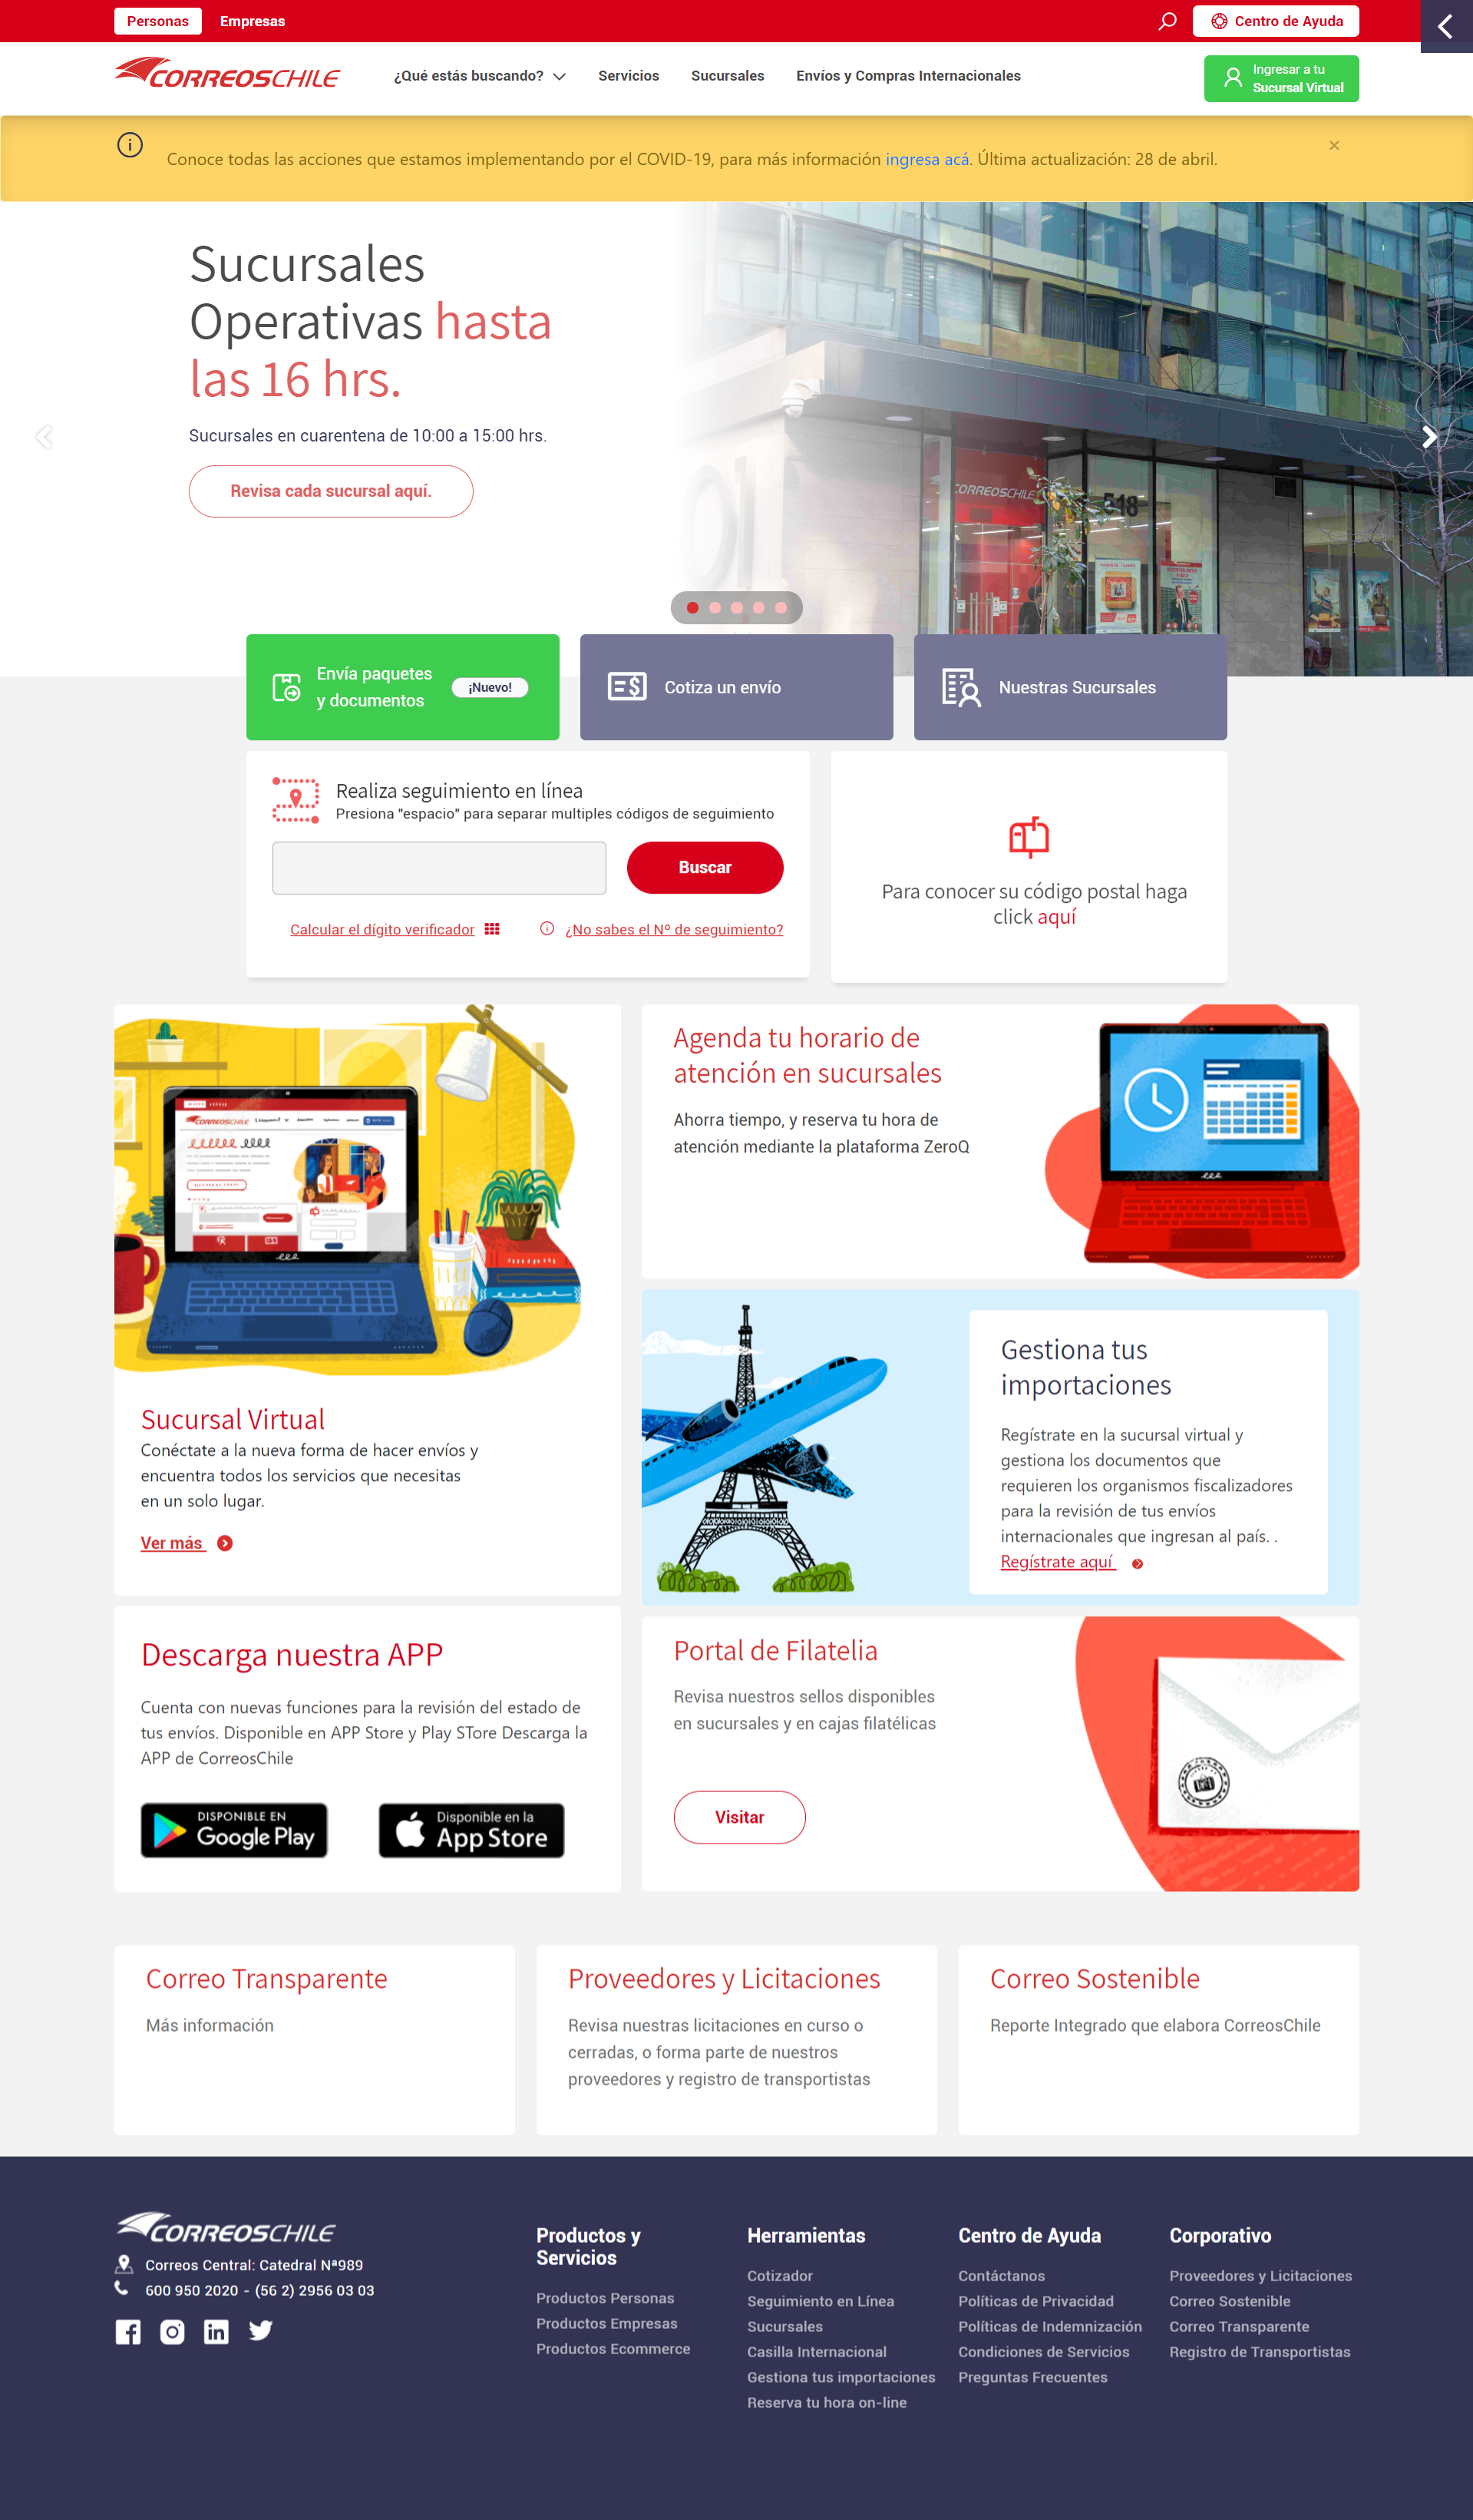 Personas
Empresas
Centro de Ayuda
CORREOSCHILE
¿Qué estás buscando?
Servicios
Sucursales
Envíos y Compras Internacionales
Ingresar a tu
Sucursal Virtual
Conoce todas las acciones que estamos implementando por el COVID-19, para más información ingresa acá. Última actualización: 28 de abril.
Sucursales
Operativas hasta
las 16 hrs.
Sucursales en cuarentena de 10:00 a 15:00 hrs.
Revisa cada sucursal aquí.
CORREOSCHILE
518
Envía paquetes
y documentos
¡Nuevo!
Cotiza un envío
Nuestras Sucursales
Realiza seguimiento en línea
Presiona "espacio" para separar multiples códigos de seguimiento
Buscar
Calcular el dígito verificador
¿No sabes el Nº de seguimiento?
Para conocer su código postal haga
click aquí
CORREOSCHILE
Sucursal Virtual
Conéctate a la nueva forma de hacer envíos y
encuentra todos los servicios que necesitas
en un solo lugar.
Ver más
Agenda tu horario de
atención en sucursales
Ahorra tiempo, y reserva tu hora de
atención mediante la plataforma ZeroQ
Gestiona tus
importaciones
Regístrate en la sucursal virtual y
gestiona los documentos que
requieren los organismos fiscalizadores
para la revisión de tus envíos
internacionales que ingresan al país. .
Regístrate aquí
Descarga nuestra APP
Cuenta con nuevas funciones para la revisión del estado de
tus envíos. Disponible en APP Store y Play STore Descarga la
APP de CorreosChile
DISPONIBLE EN
Google Play
Disponible en la
App Store
Portal de Filatelia
Revisa nuestros sellos disponibles
en sucursales y en cajas filatélicas
Visitar
Correo Transparente
Más información
Proveedores y Licitaciones
Revisa nuestras licitaciones en curso o
cerradas, o forma parte de nuestros
proveedores y registro de transportistas
Correo Sostenible
Reporte Integrado que elabora CorreosChile
CORREOSCHILE
Correos Central: Catedral Nª989
600 950 2020 - (56 2) 2956 03 03
Productos y
Servicios
Productos Personas
Productos Empresas
Productos Ecommerce
Herramientas
Cotizador
Seguimiento en Línea
Sucursales
Casilla Internacional
Gestiona tus importaciones
Reserva tu hora on-line
Centro de Ayuda
Contáctanos
Políticas de Privacidad
Políticas de Indemnización
Condiciones de Servicios
Preguntas Frecuentes
Corporativo
Proveedores y Licitaciones
Correo Sostenible
Correo Transparente
Registro de Transportistas